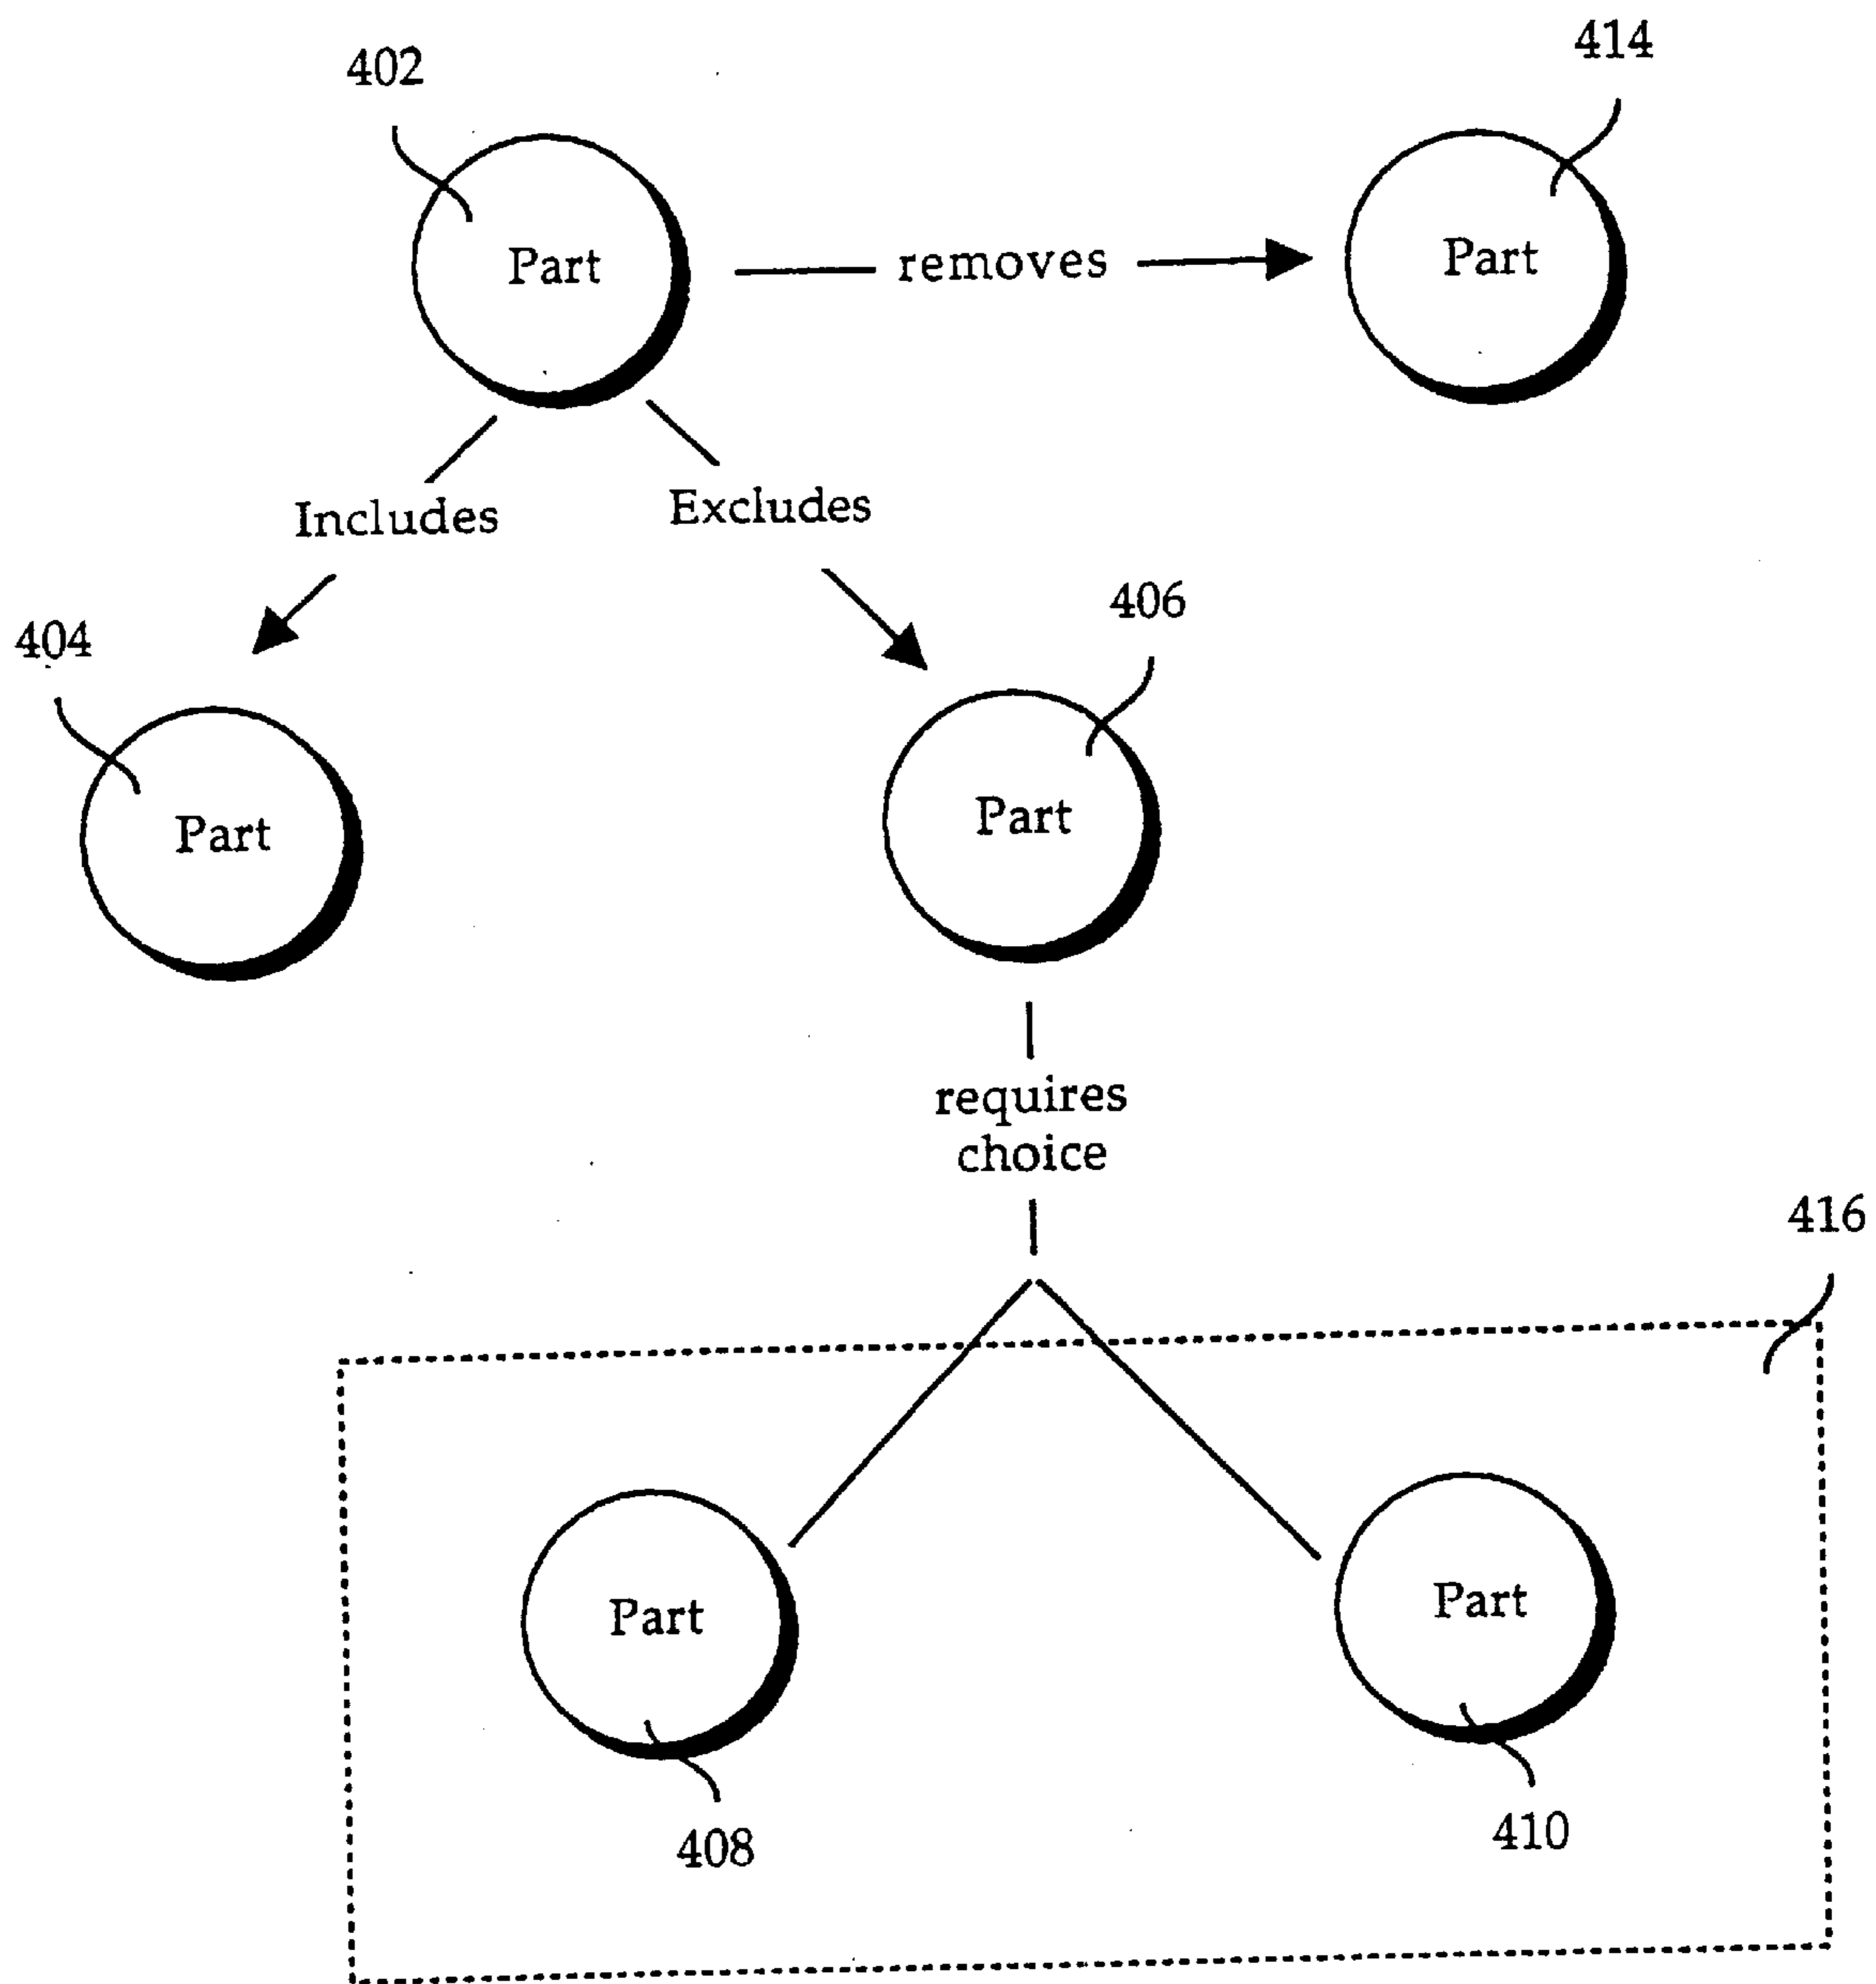 402
414
Part
removes
Part
Includes
Excludes
404
406
Part
Part
requires
choice
416
Part
Part
408
410